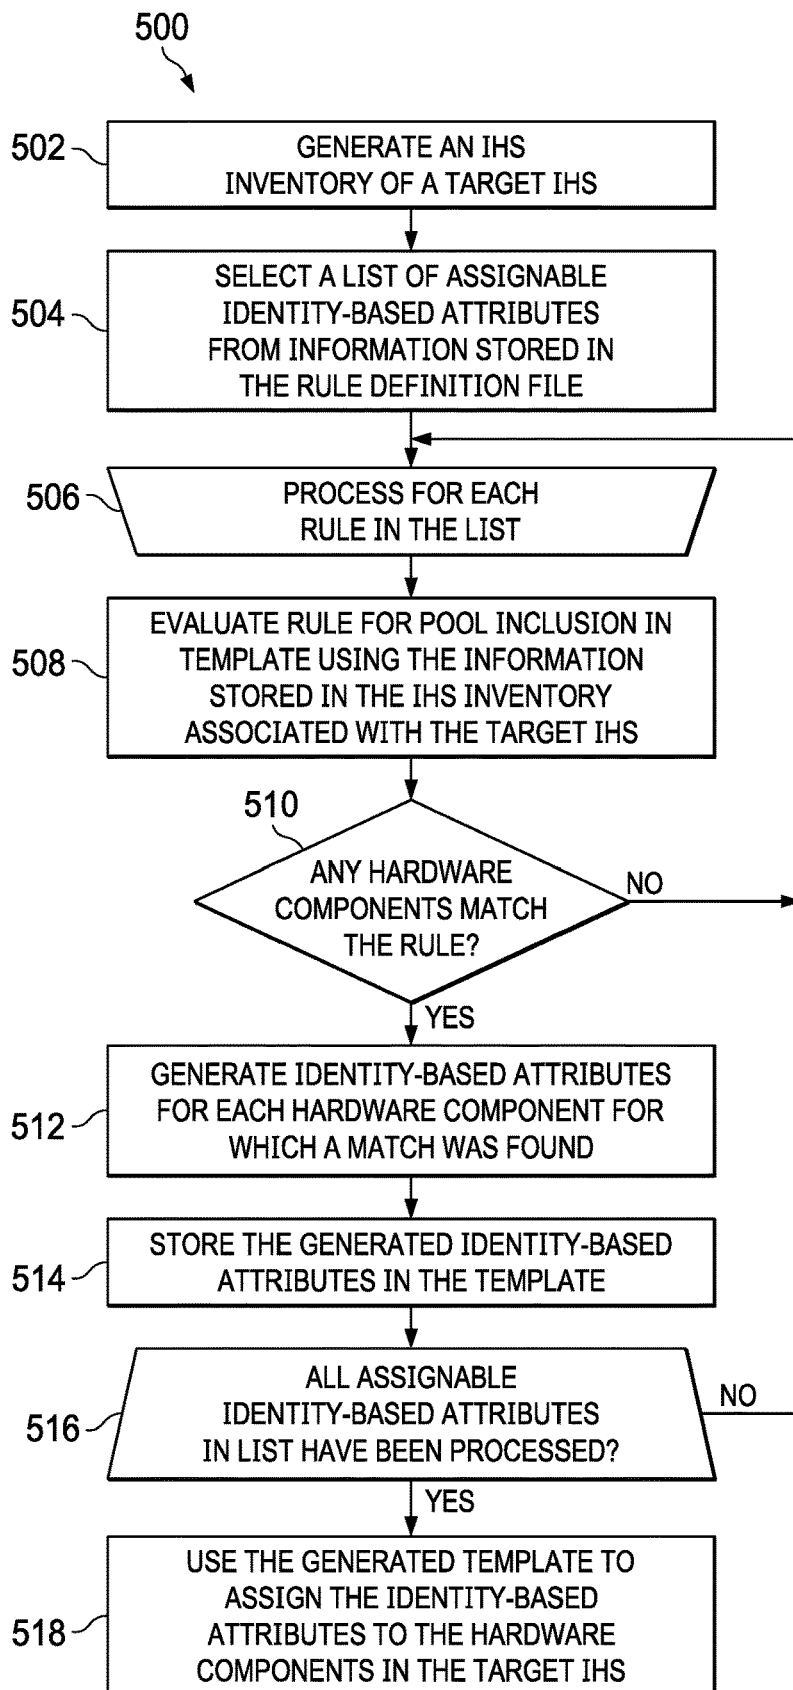 500
502
GENERATE AN IHS
INVENTORY OF A TARGET IHS
504
SELECT A LIST OF ASSIGNABLE
IDENTITY-BASED ATTRIBUTES
FROM INFORMATION STORED IN
THE RULE DEFINITION FILE
506
PROCESS FOR EACH
RULE IN THE LIST
508
EVALUATE RULE FOR POOL INCLUSION IN
TEMPLATE USING THE INFORMATION
STORED IN THE IHS INVENTORY
ASSOCIATED WITH THE TARGET IHS
510
ANY HARDWARE
COMPONENTS MATCH
THE RULE?
NO
YES
512
GENERATE IDENTITY-BASED ATTRIBUTES
FOR EACH HARDWARE COMPONENT FOR
WHICH A MATCH WAS FOUND
514
STORE THE GENERATED IDENTITY-BASED
ATTRIBUTES IN THE TEMPLATE
516
ALL ASSIGNABLE
IDENTITY-BASED ATTRIBUTES
IN LIST HAVE BEEN PROCESSED?
NO
YES
518
USE THE GENERATED TEMPLATE TO
ASSIGN THE IDENTITY-BASED
ATTRIBUTES TO THE HARDWARE
COMPONENTS IN THE TARGET IHS